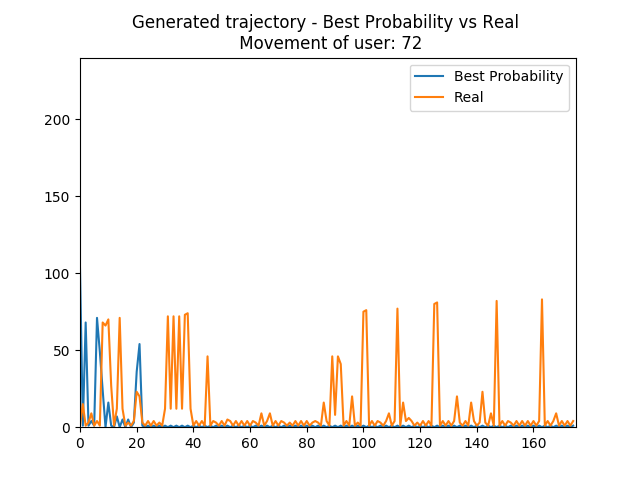 Generated trajectory - Best Probability vs Real
Movement of user: 72
Best Probability
Real
200
150
100
50
0
0 20 40 60 80 100 120 140 160